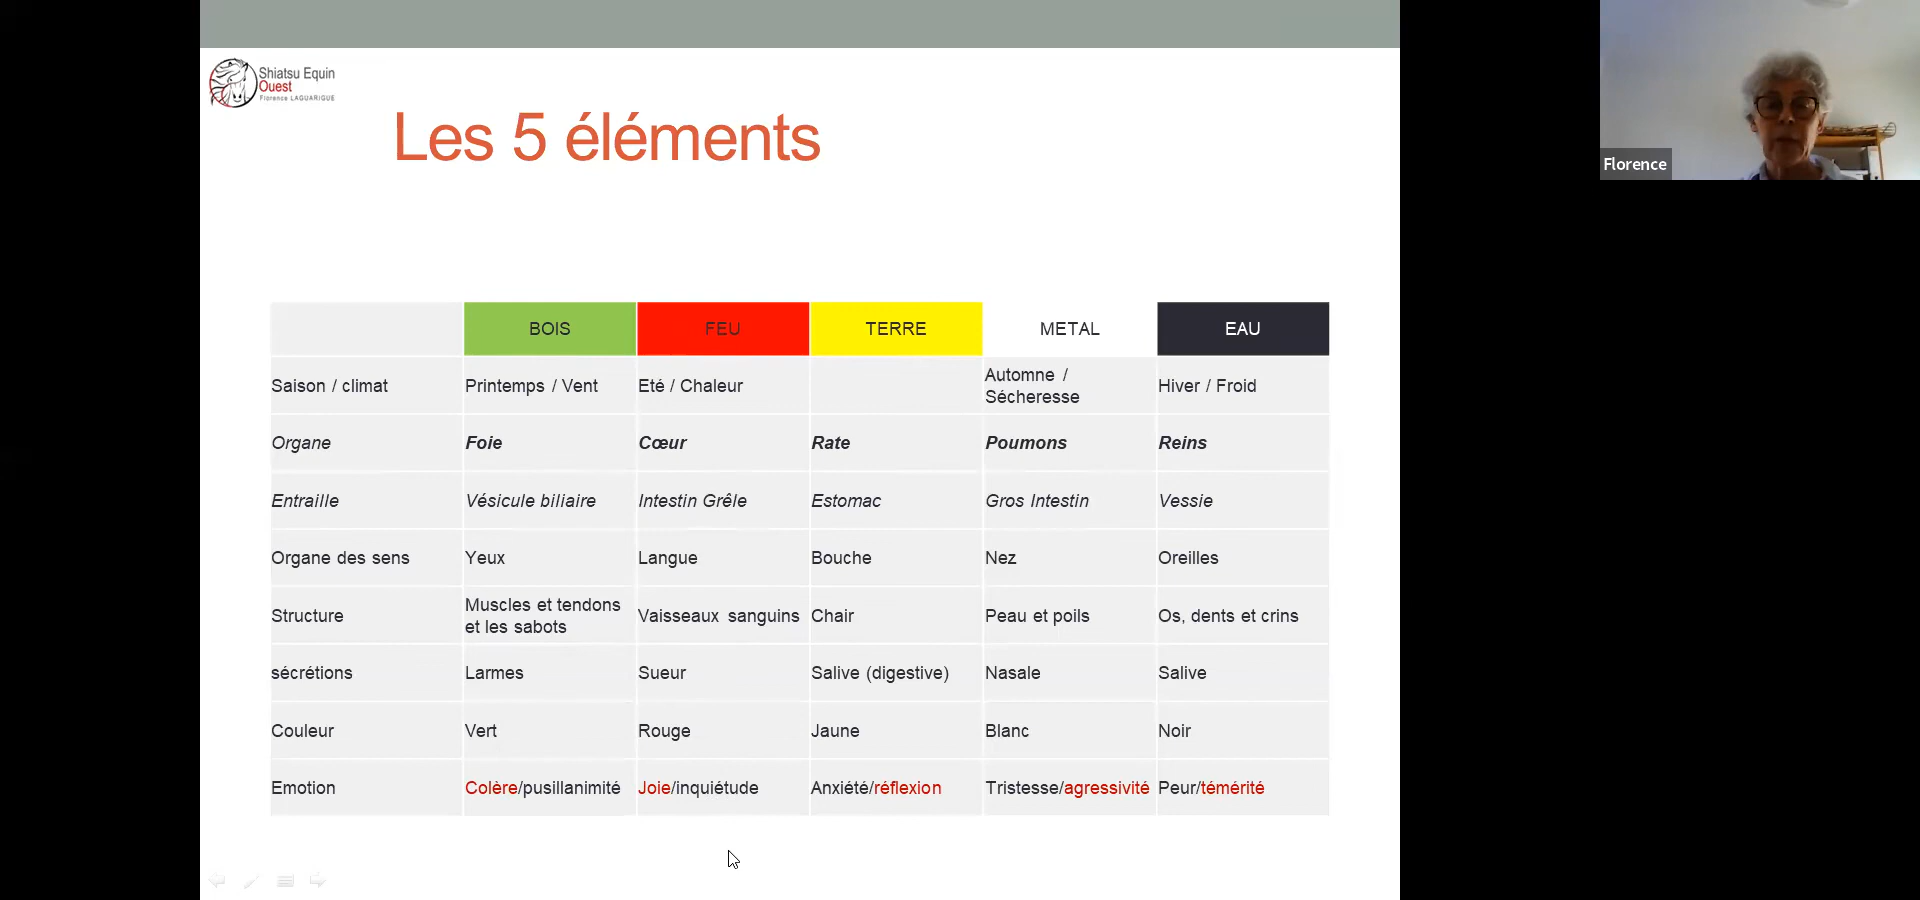 Shiatsu Equin
Ouest
Florence LAGUARIGUE
Les 5 éléments
Florence
BOIS FEU TERRE METAL EAU
Saison / climat Printemps / Vent Eté / Chaleur Automne / Sécheresse Hiver / Froid
Organe Foie Cœur Rate Poumons Reins
Entraille Vésicule biliaire Intestin Grêle Estomac Gros Intestin Vessie
Organe des sens Yeux Langue Bouche Nez Oreilles
Structure Muscles et tendons et les sabots Vaisseaux sanguins Chair Peau et poils Os, dents et crins
sécrétions Larmes Sueur Salive (digestive) Nasale Salive
Couleur Vert Rouge Jaune Blanc Noir
Emotion Colère/pusillanimité Joie/inquiétude Anxiété/réflexion Tristesse/agressivité Peur/témérité